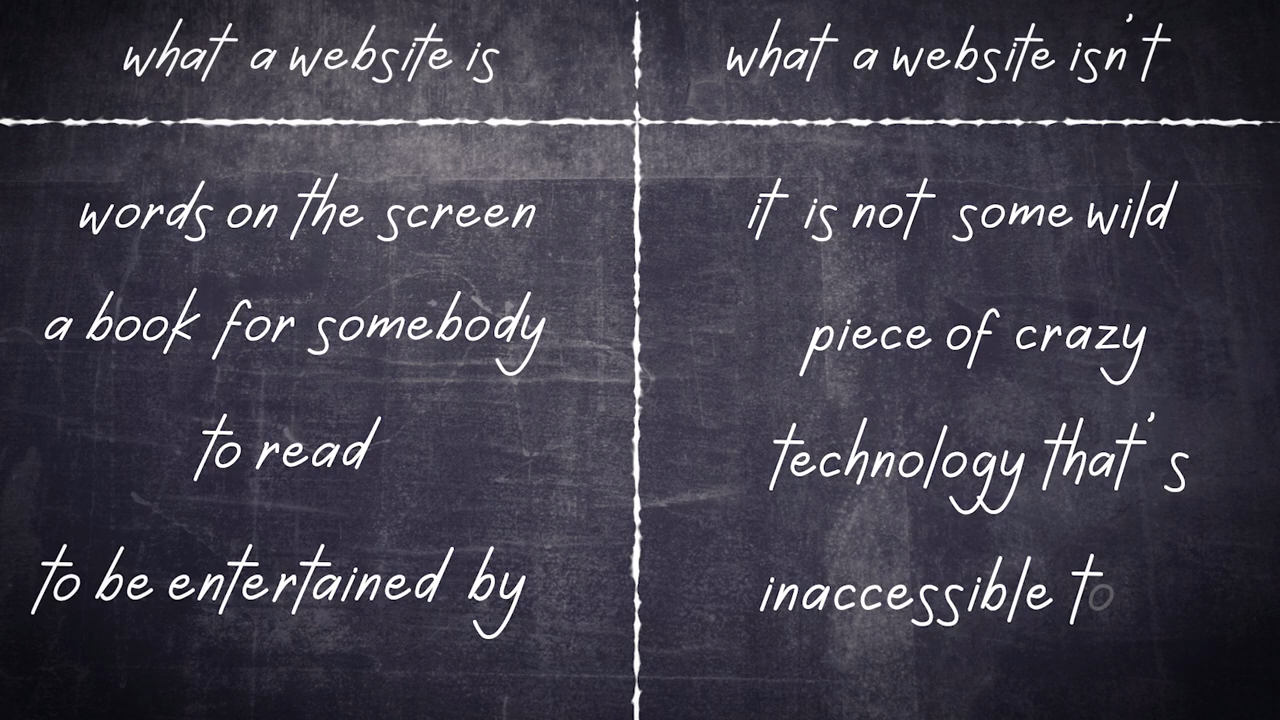 what a website is
what a website isn't
words on the screen
a book for somebody
to read
to be entertained by
it is not some wild
piece of crazy
technology that's
inaccessible to